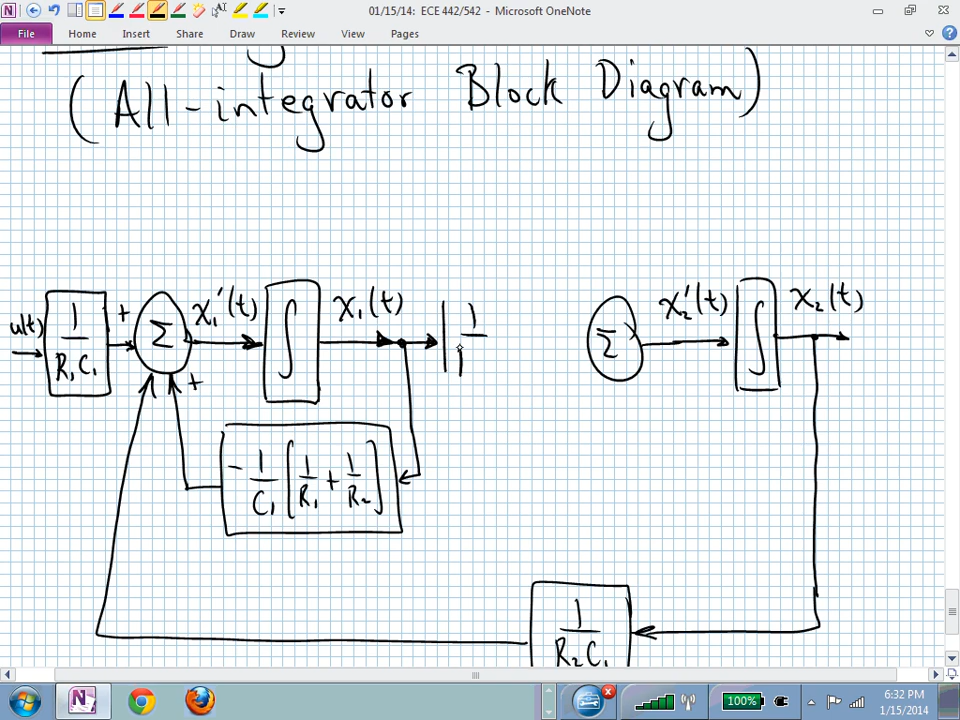 01/15/14: ECE 442/542 - Microsoft OneNote
File Home Insert Share Draw Review View Pages
(All-integrator Block Diagram)
u(t) 1/R₁C₁ + Σ x₁'(t) ∫ x₁(t) 1 Σ x₂'(t) ∫ x₂(t)
+
-1/C₁ [1/R₁ + 1/R₂]
1/R₂C₁
100% 6:32 PM
1/15/2014